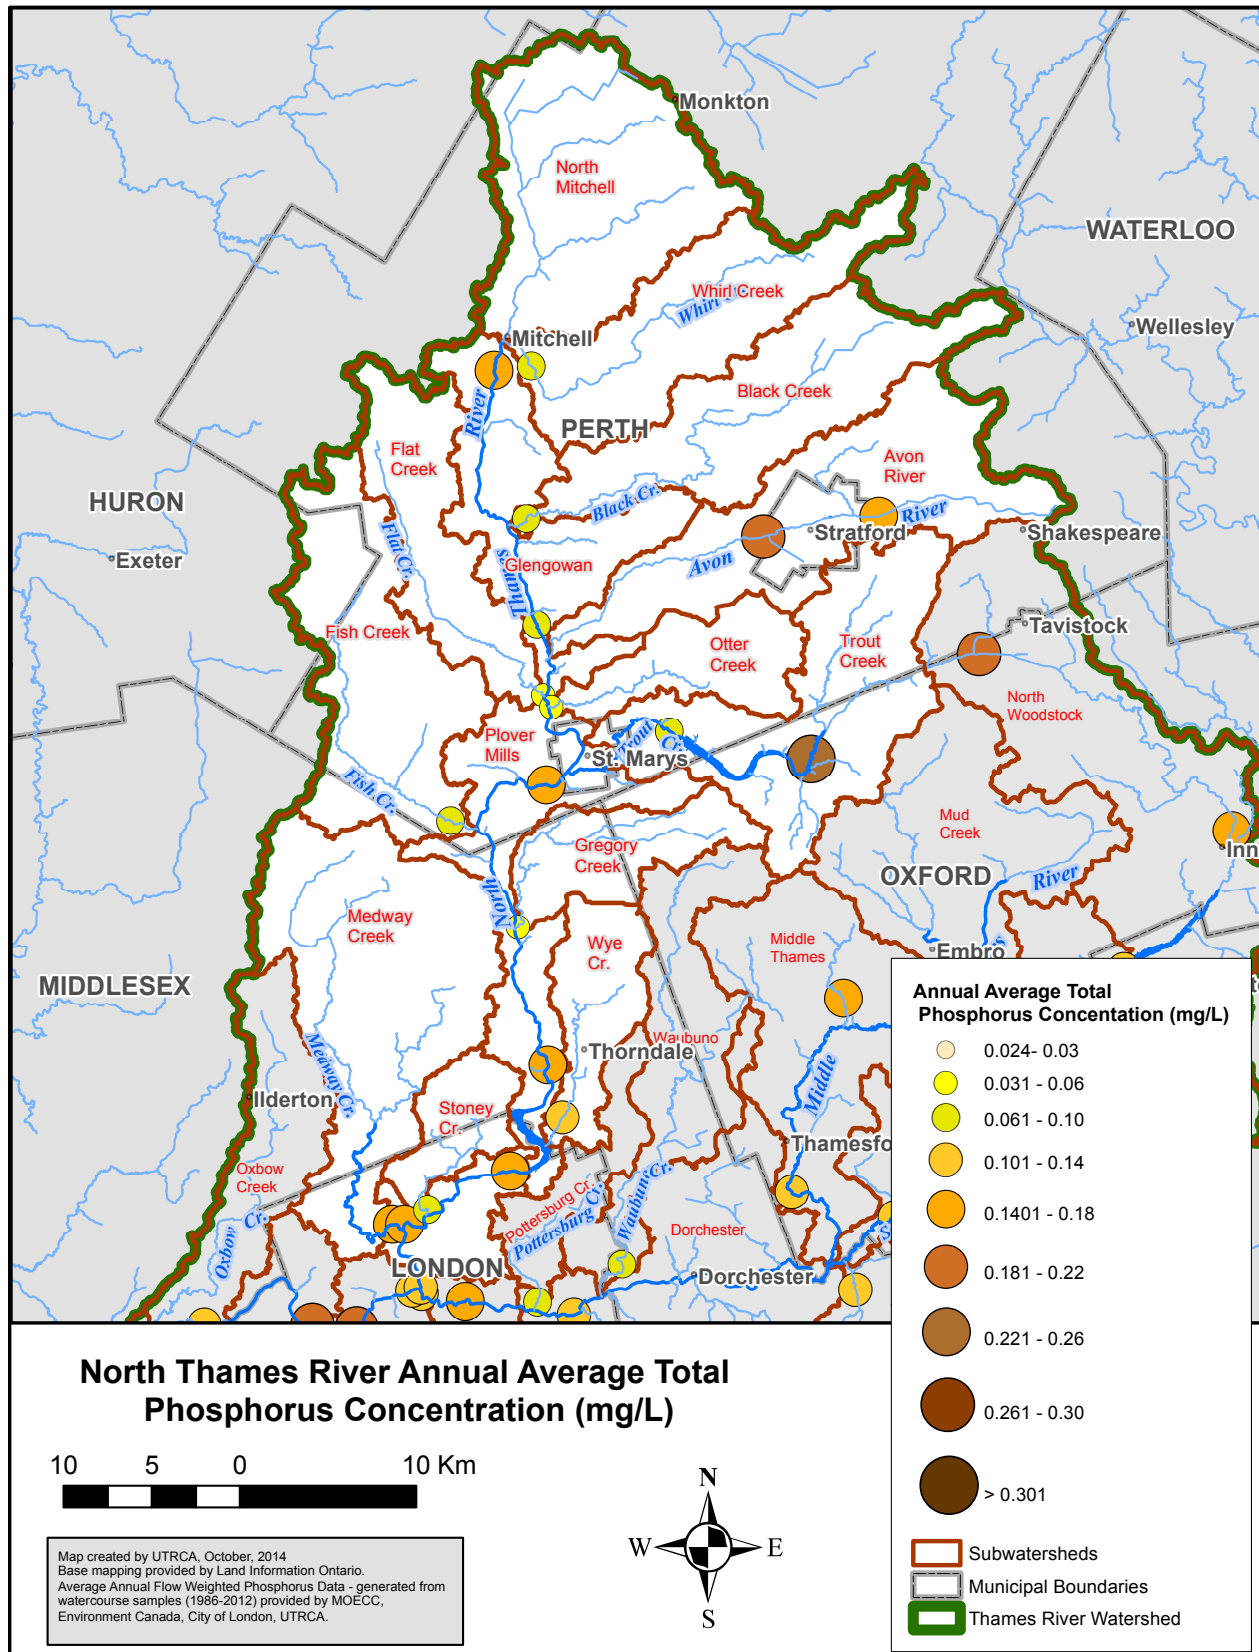 Monkton
North
Mitchell
WATERLOO
Whirl Creek
Whirl
Wellesley
Mitchell
Black Creek
River
PERTH
Flat
Creek
Avon
River
HURON
Black Cr.
River
Stratford
Shakespeare
Exeter
Flat Cr.
Thames
Glengowan
Avon
Tavistock
Fish Creek
Otter
Creek
Trout
Creek
North
Woodstock
Plover
Mills
Trout
Cr.
St. Marys
Fish Cr.
Mud
Creek
Inn
Gregory
Creek
OXFORD
River
North
Medway
Creek
Wye
Cr.
Middle
Thames
Embro
s
MIDDLESEX
Waubuno
Thorndale
Medway Cr.
Middle
Ilderton
Stoney
Cr.
Thamesfo
Oxbow
Creek
Pottersburg Cr.
Pottersburg Cr.
Waubun Cr.
Dorchester
Oxbow Cr.
S
LONDON
Dorchester
Annual Average Total
Phosphorus Concentation (mg/L)
0.024- 0.03
0.031 - 0.06
0.061 - 0.10
0.101 - 0.14
0.1401 - 0.18
0.181 - 0.22
0.221 - 0.26
0.261 - 0.30
> 0.301
Subwatersheds
Municipal Boundaries
Thames River Watershed
North Thames River Annual Average Total
Phosphorus Concentration (mg/L)
10 5 0 10 Km
N
W E
S
Map created by UTRCA, October, 2014
Base mapping provided by Land Information Ontario.
Average Annual Flow Weighted Phosphorus Data - generated from
watercourse samples (1986-2012) provided by MOECC,
Environment Canada, City of London, UTRCA.